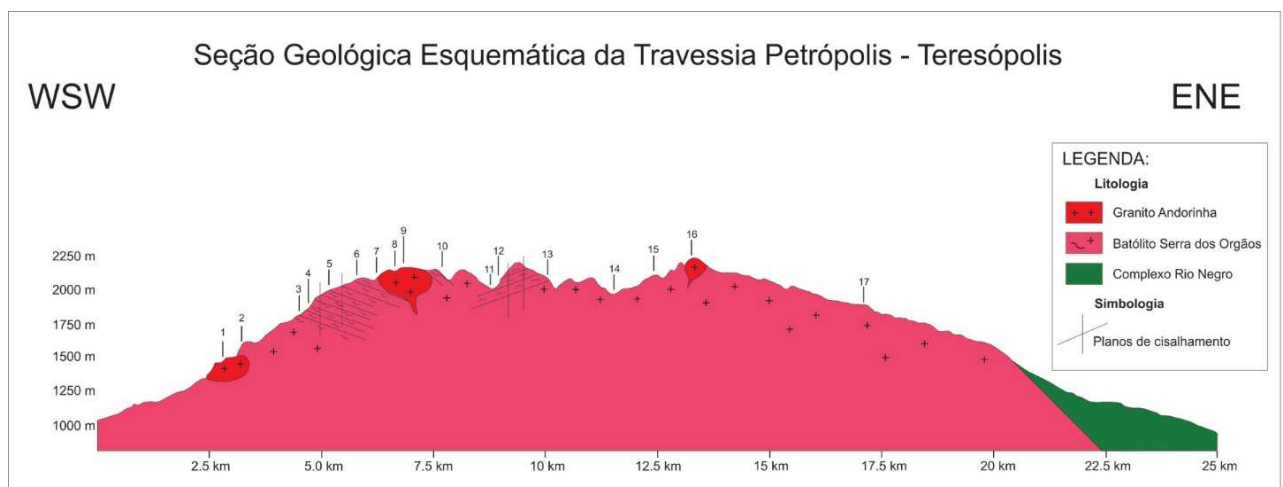 Seção Geológica Esquemática da Travessia Petrópolis - Teresópolis
WSW
ENE
LEGENDA:
Litologia
Granito Andorinha
Batólito Serra dos Orgãos
Complexo Rio Negro
Simbologia
Planos de cisalhamento
2250 m
2000 m
1750 m
1500 m
1250 m
1000 m
1 2 3 4 5 6 7 8 9 10 11 12 13 14 15 16 17
2.5 km 5.0 km 7.5 km 10 km 12.5 km 15 km 17.5 km 20 km 22.5 km 25 km